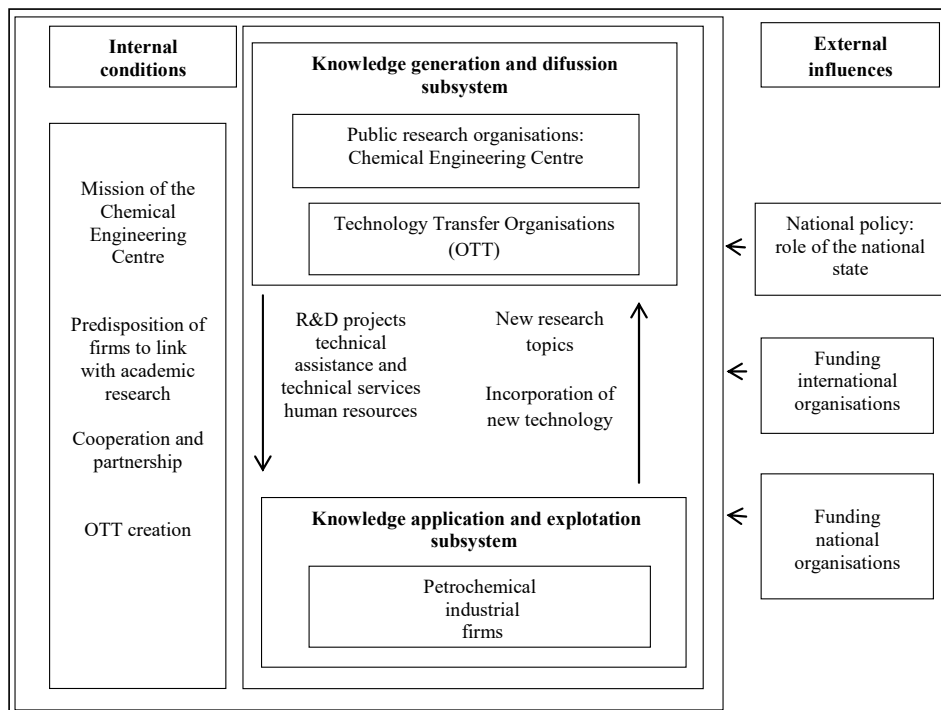 Internal
conditions
Mission of the
Chemical
Engineering
Centre
Predisposition of
firms to link
with academic
research
Cooperation and
partnership
OTT creation
Knowledge generation and difussion
subsystem
Public research organisations:
Chemical Engineering Centre
Technology Transfer Organisations
(OTT)
R&D projects
technical
assistance and
technical services
human resources
New research
topics
Incorporation of
new technology
Knowledge application and explotation
subsystem
Petrochemical
industrial
firms
External
influences
National policy:
role of the national
state
Funding
international
organisations
Funding
national
organisations